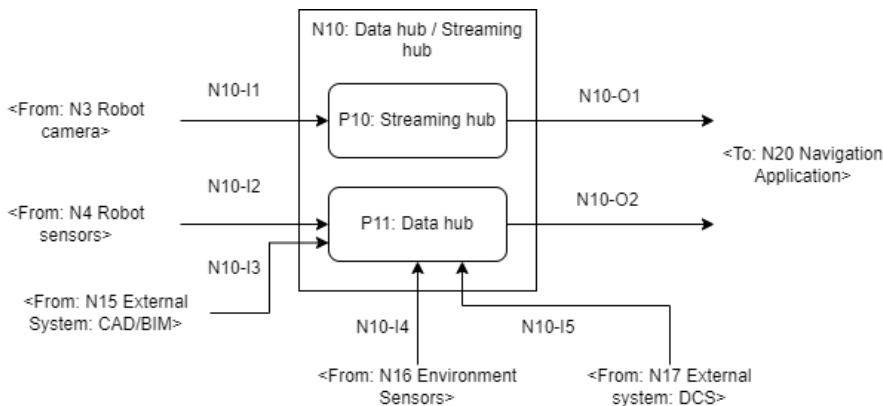 N10: Data hub / Streaming
hub
N10-I1
N10-O1
<From: N3 Robot
camera>
P10: Streaming hub
<To: N20 Navigation
Application>
N10-I2
N10-O2
<From: N4 Robot
sensors>
P11: Data hub
N10-I3
<From: N15 External
System: CAD/BIM>
N10-I4
N10-I5
<From: N16 Environment
Sensors>
<From: N17 External
system: DCS>